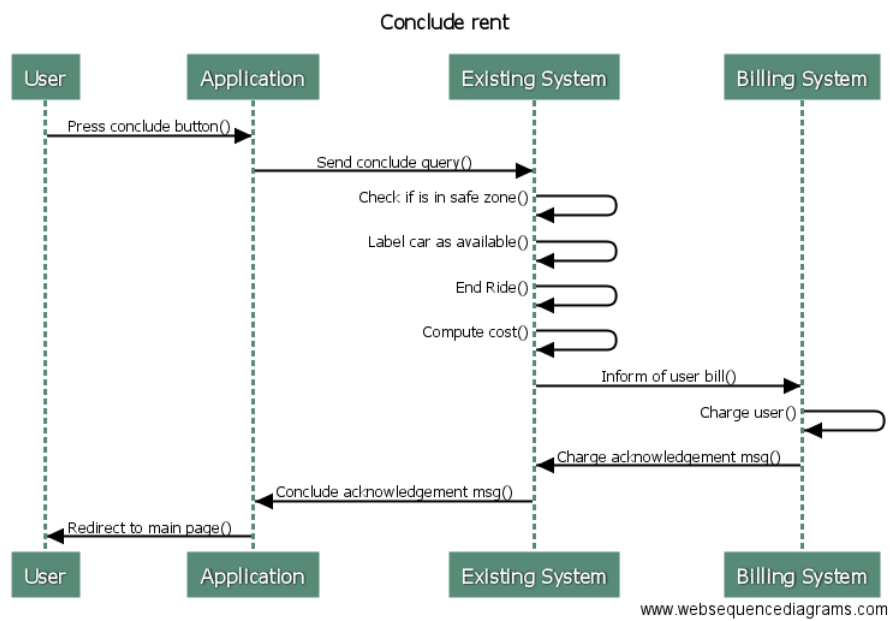 Conclude rent
User
Application
Existing System
Billing System
Press conclude button()
Send conclude query()
Check if is in safe zone()
Label car as available()
End Ride()
Compute cost()
Inform of user bill()
Charge user()
Charge acknowledgement msg()
Conclude acknowledgement msg()
Redirect to main page()
User
Application
Existing System
Billing System
www.websequencediagrams.com